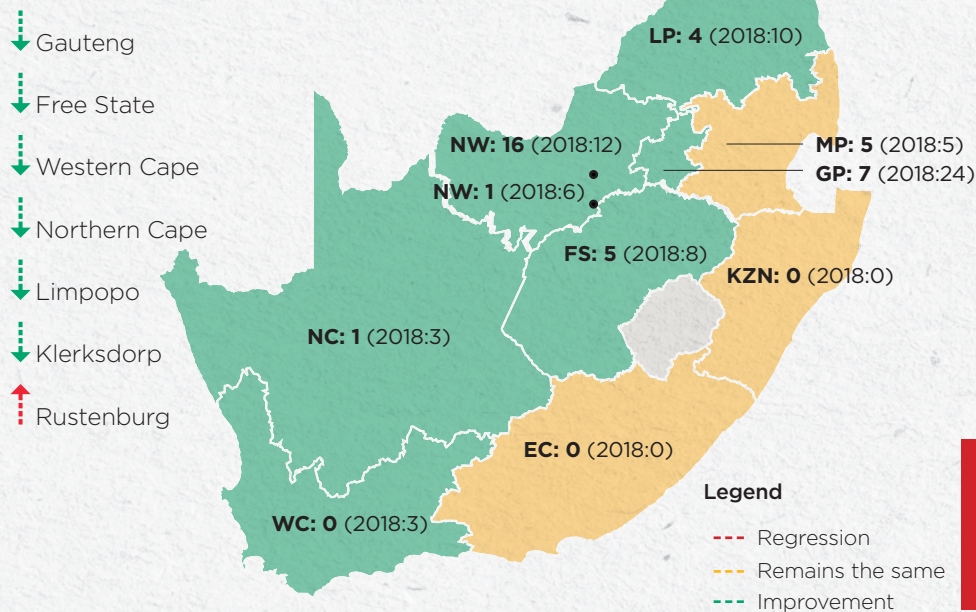 Gauteng
Free State
Western Cape
Northern Cape
Limpopo
Klerksdorp
Rustenburg
LP: 4 (2018:10)
NW: 16 (2018:12)
MP: 5 (2018:5)
GP: 7 (2018:24)
NW: 1 (2018:6)
FS: 5 (2018:8)
KZN: 0 (2018:0)
NC: 1 (2018:3)
EC: 0 (2018:0)
WC: 0 (2018:3)
Legend
Regression
Remains the same
Improvement